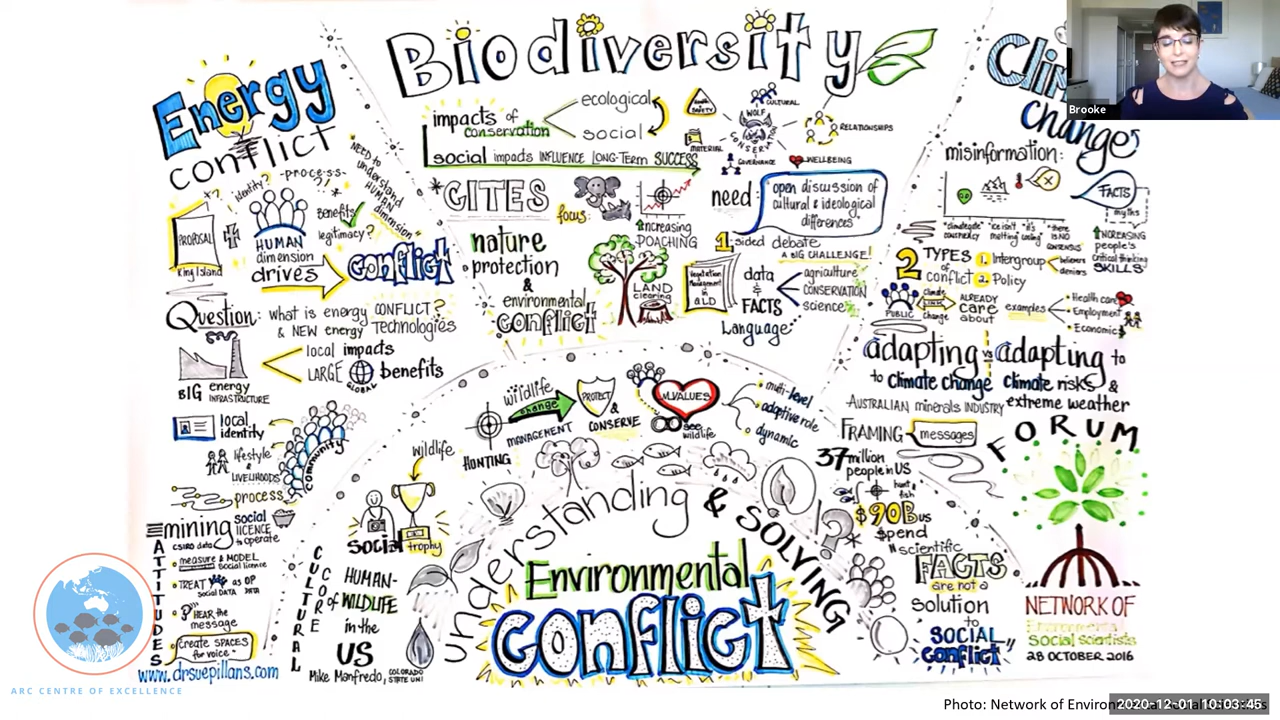 Energy
conflict
-process-
identity?
NEED TO
understand
HUMAN
dimension"
PROPOSAL
King Island
HUMAN
dimension
drives
benefits
legitimacy?
conflict
Question: what is energy CONFLICT?
& NEW energy Technologies
BIG energy
INFRASTRUCTURE
local impacts
LARGE GLOBAL benefits
local
identity
lifestyle &
LIVELIHOODS
community
process
mining social
LICENCE
to operate
CSIRO data
ATTITUDES
measure & MODEL
Social licence
TREAT social DATA as OP DATA
HEAR the
message
Create SPACES
for voice"
www.drsuepillans.com
ARC CENTRE OF EXCELLENCE
Biodiversity
impacts of
conservation
ecological
social
social impacts INFLUENCE LONG-TERM SUCCESS
CULTURAL
WOLF
CONSERVATION
RELATIONSHIPS
MATERIAL
GOVERNANCE
WELLBEING
*CITES
focus:
increasing
POACHING
need:
open discussion of
cultural & ideological
differences
nature
protection
&
environmental
conflict
LAND
clearing
1 sided debate
A BIG CHALLENGE!
Vegetation
Management
in
QLD
data
&
FACTS
Language
agriculture
CONSERVATION
science
Changes
misinformation:
FACTS
myths
"climategate"
CONSPIRACY
"ice isn't
melting"
"it's
cooling"
"there
is NO
CONSENSUS
INCREASING
people's
critical thinking
SKILLS
2 TYPES
of conflict
1. Intergroup
believers
deniers
2. Policy
PUBLIC
climate
LINK
change
ALREADY
care
about
examples
Health care
Employment
Economics
adapting vs adapting to
to climate change climate risks &
extreme weather
AUSTRALIAN minerals INDUSTRY
FRAMING messages
FORUM
37 million
people in US
hunt &
fish
$90B US
spend
"scientific
FACTS
are not a
solution
to
SOCIAL
conflict"
NETWORK OF
Environmental
social scientists
28 OCTOBER 2016
wildlife
change
MANAGEMENT
HUNTING
PROTECT
&
CONSERVE
VALUES
see
wildlife
multi-level
adaptive role
dynamic
wildlife
social trophy
CULTURAL
CORE
HUMAN-
of WILDLIFE
in the
US
Mike Manfredo, COLORADO
STATE UNI
understanding & SOLVING
Environmental
conflict
Brooke
Photo: Network of Environ
2020-12-01 10:03:45